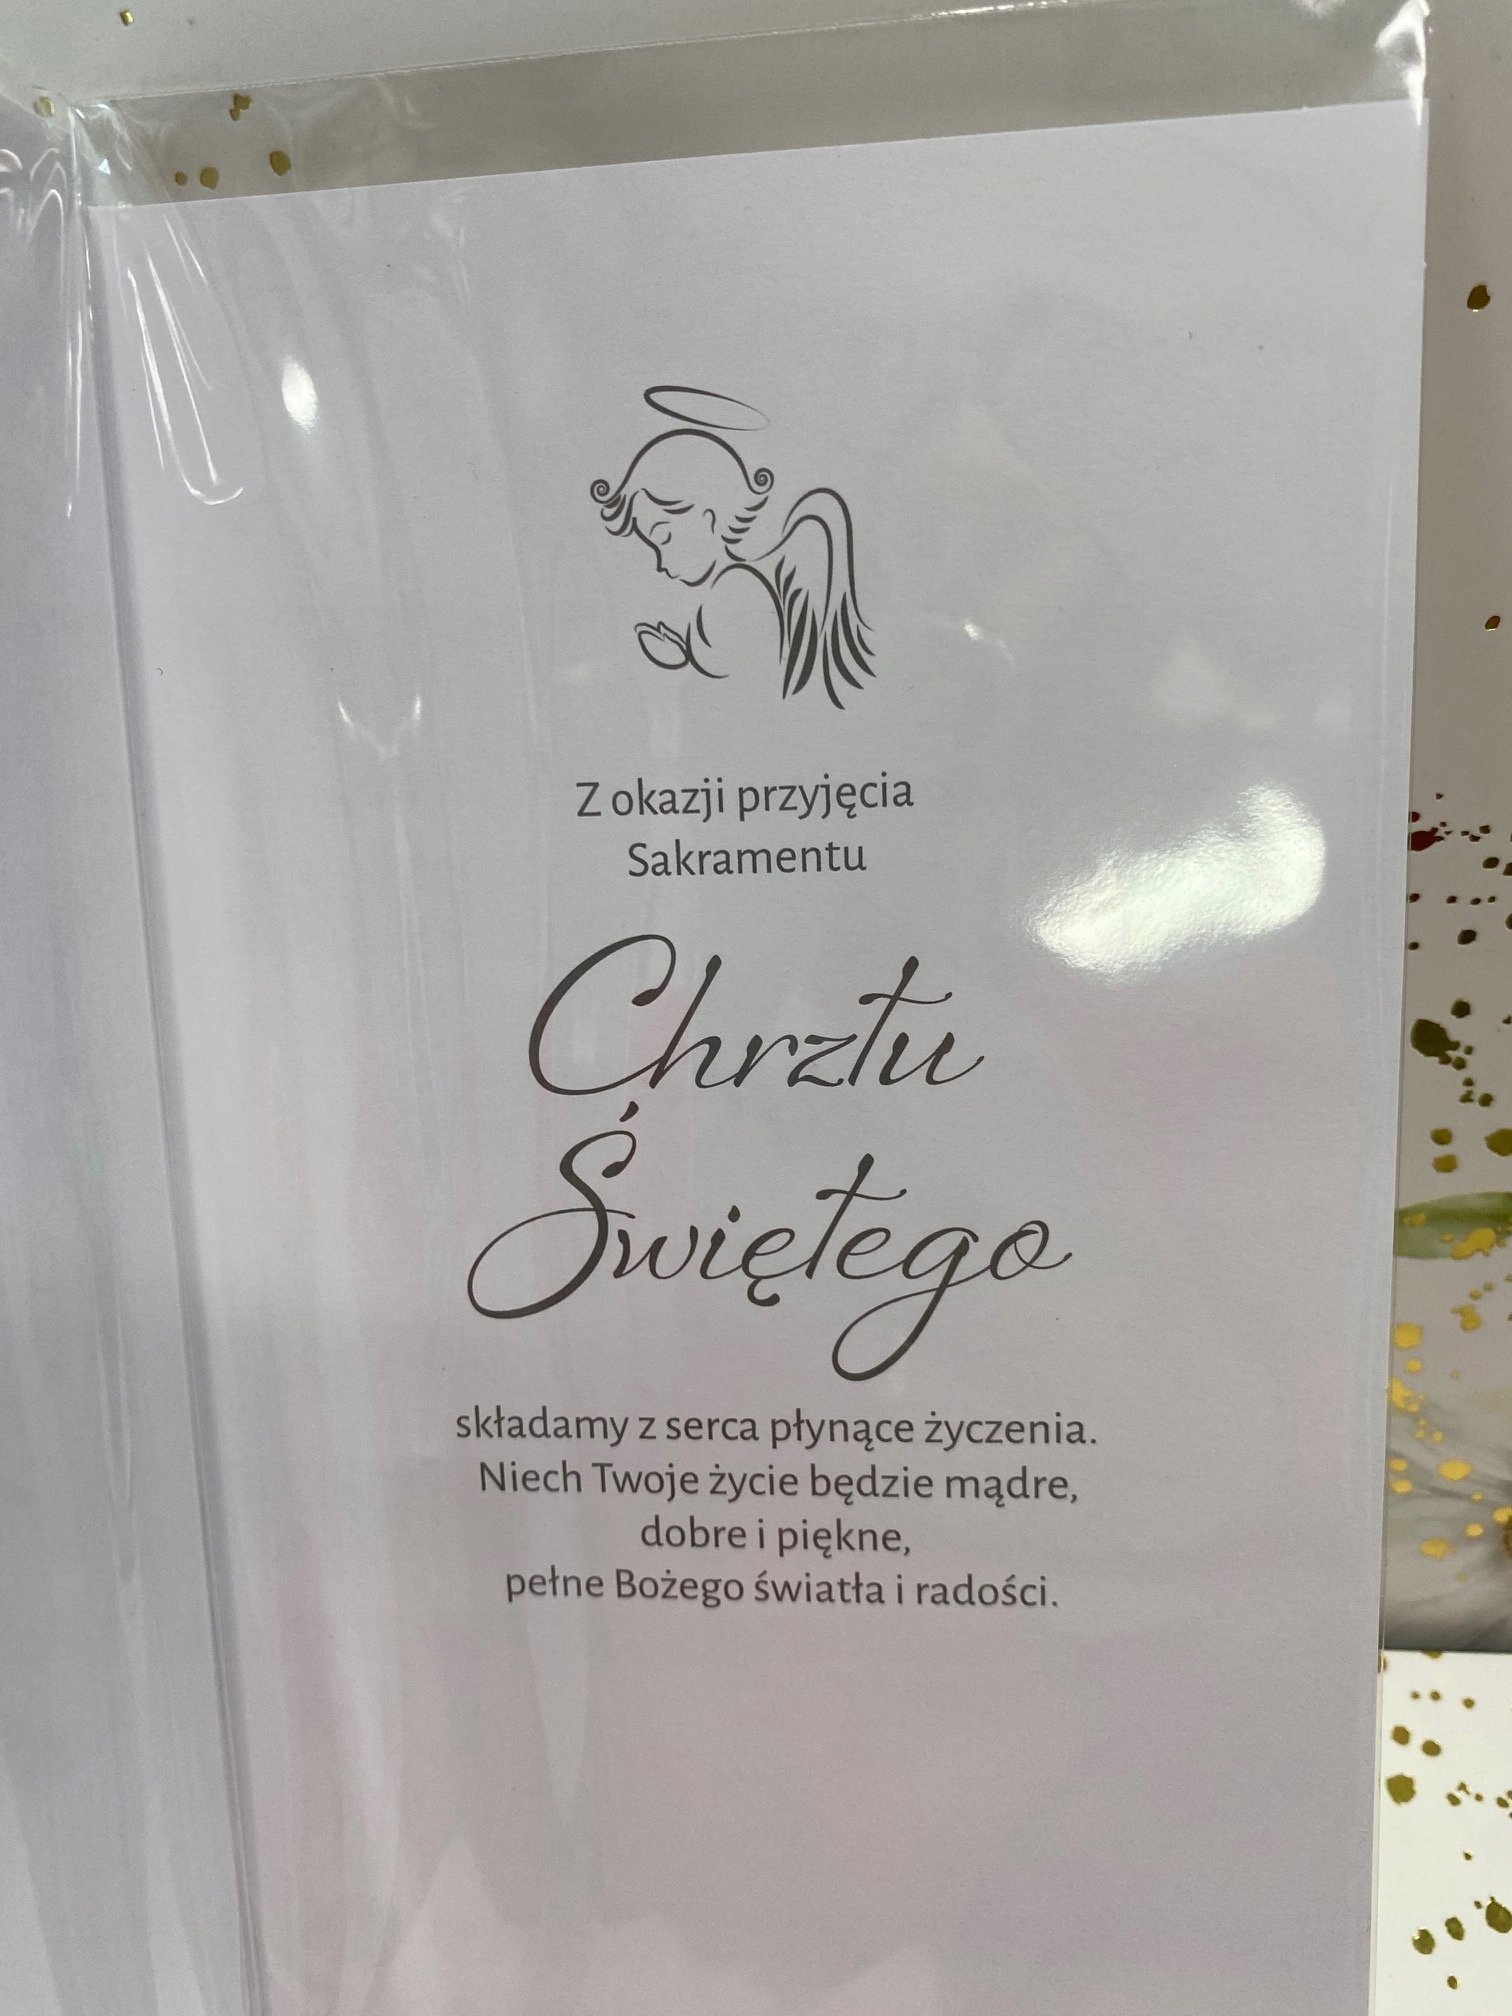 Z okazji przyjęcia
Sakramentu
Chrztu
Świętego
składamy z serca płynące życzenia.
Niech Twoje życie będzie mądre,
dobre i piękne,
pełne Bożego światła i radości.